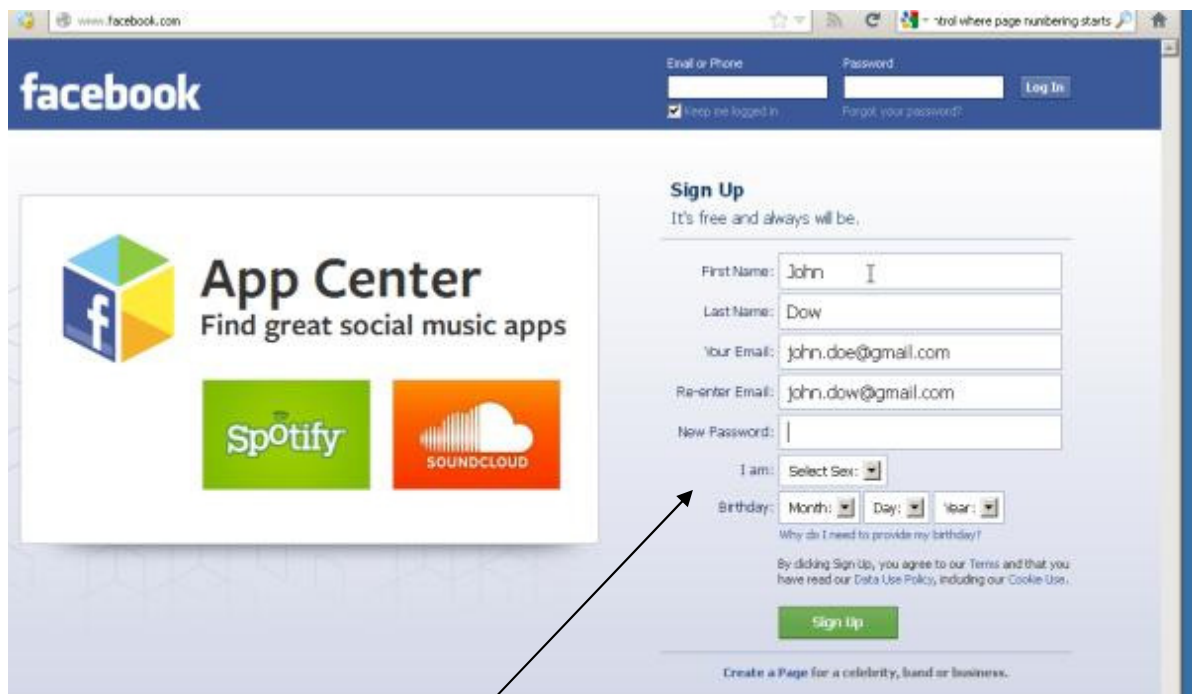 www.facebook.com
ntrol where page numbering starts
facebook
Email or Phone
Password
Log In
Keep me logged in
Forgot your password?
Sign Up
It's free and always will be.
First Name: John
Last Name: Dow
Your Email: john.doe@gmail.com
Re-enter Email: john.dow@gmail.com
New Password:
I am: Select Sex:
Birthday: Month: Day: Year:
Why do I need to provide my birthday?
By clicking Sign Up, you agree to our Terms and that you
have read our Data Use Policy, including our Cookie Use.
Sign Up
Create a Page for a celebrity, band or business.
f
App Center
Find great social music apps
Spotify
SOUNDCLOUD